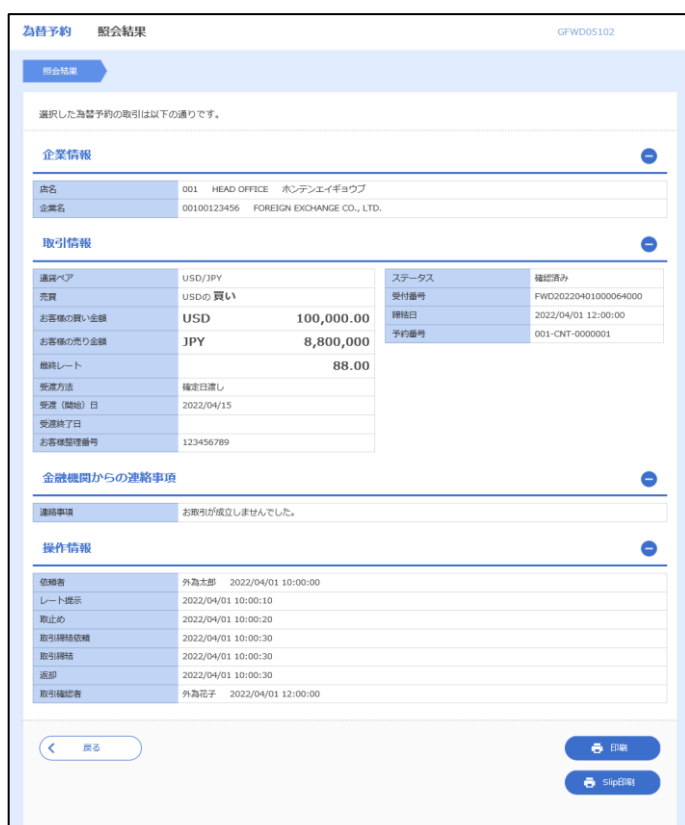 為替予約 照会結果 GFWD05102
照会結果
選択した為替予約の取引は以下の通りです。
企業情報
店名 001 HEAD OFFICE ホンテンエイギョウブ
企業名 00100123456 FOREIGN EXCHANGE CO., LTD.
取引情報
通貨ペア USD/JPY
売買 USDの 買い
お客様の買い金額 USD 100,000.00
お客様の売り金額 JPY 8,800,000
最終レート 88.00
受渡方法 確定日渡し
受渡（開始）日 2022/04/15
受渡終了日
お客様整理番号 123456789
ステータス 確認済み
受付番号 FWD20220401000064000
締結日 2022/04/01 12:00:00
予約番号 001-CNT-0000001
金融機関からの連絡事項
連絡事項 お取引が成立しませんでした。
操作情報
依頼者 外為太郎 2022/04/01 10:00:00
レート提示 2022/04/01 10:00:10
取止め 2022/04/01 10:00:20
取引締結依頼 2022/04/01 10:00:30
取引締結 2022/04/01 10:00:30
返却 2022/04/01 10:00:30
取引確認者 外為花子 2022/04/01 12:00:00
戻る
印刷
Slip印刷